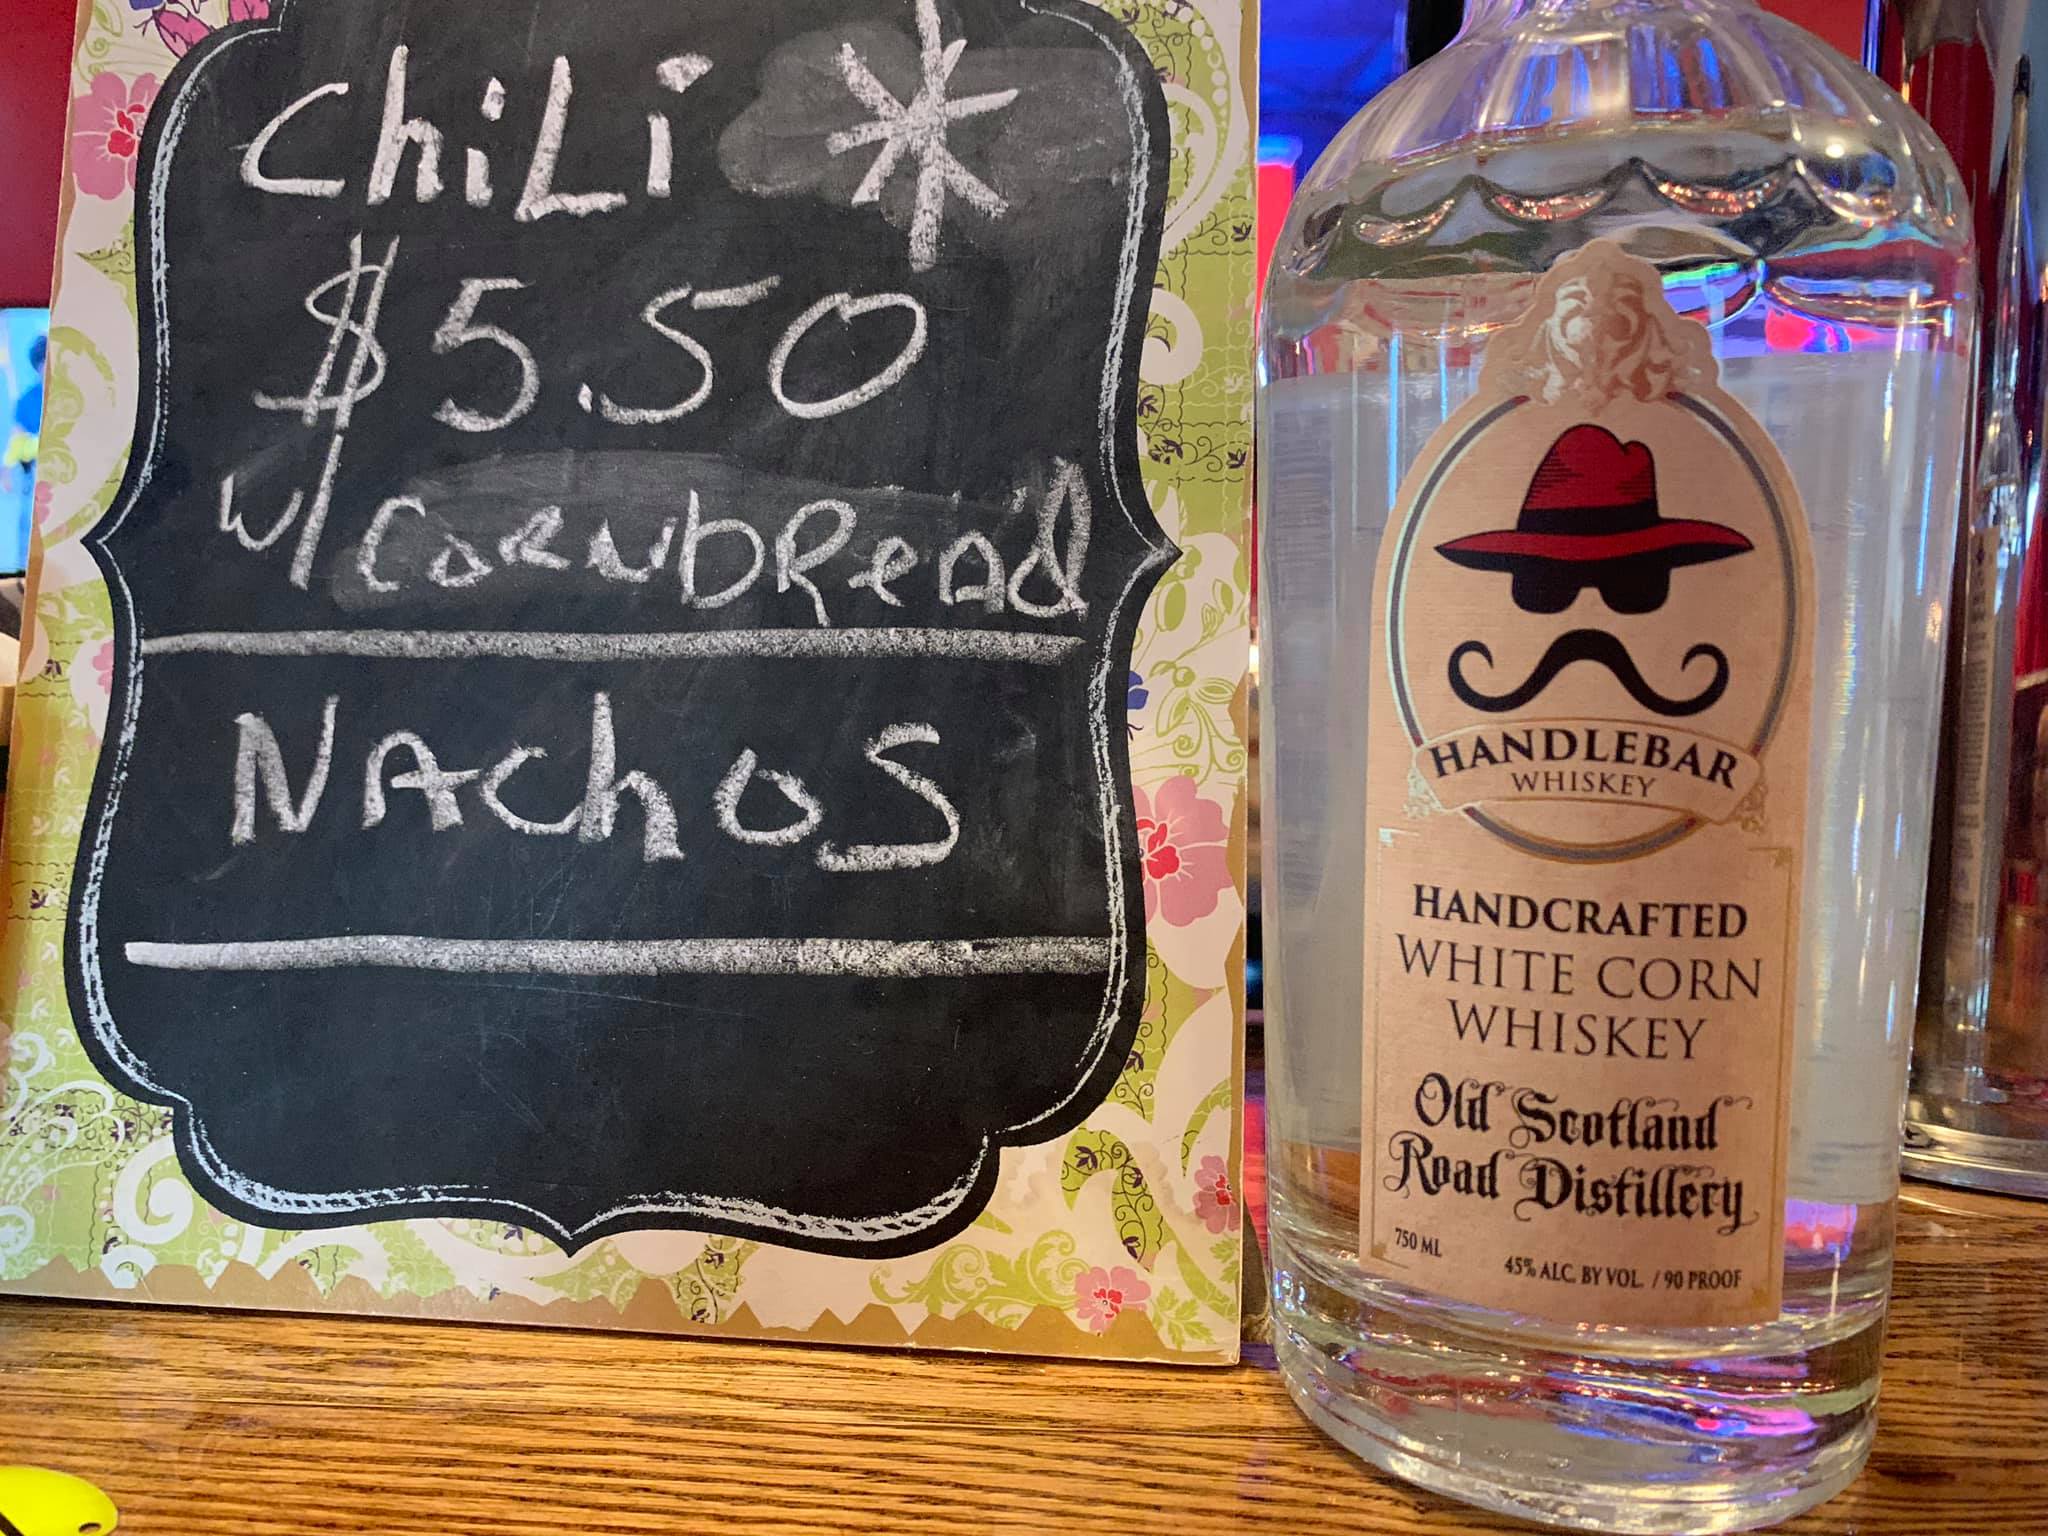 ChiLi *
$5.50
w/ CORNbRead
NAChos
HANDLEBAR
WHISKEY
HANDCRAFTED
WHITE CORN
WHISKEY
Old Scotland
Road Distillery
750 ML
45% ALC. BY VOL. / 90 PROOF